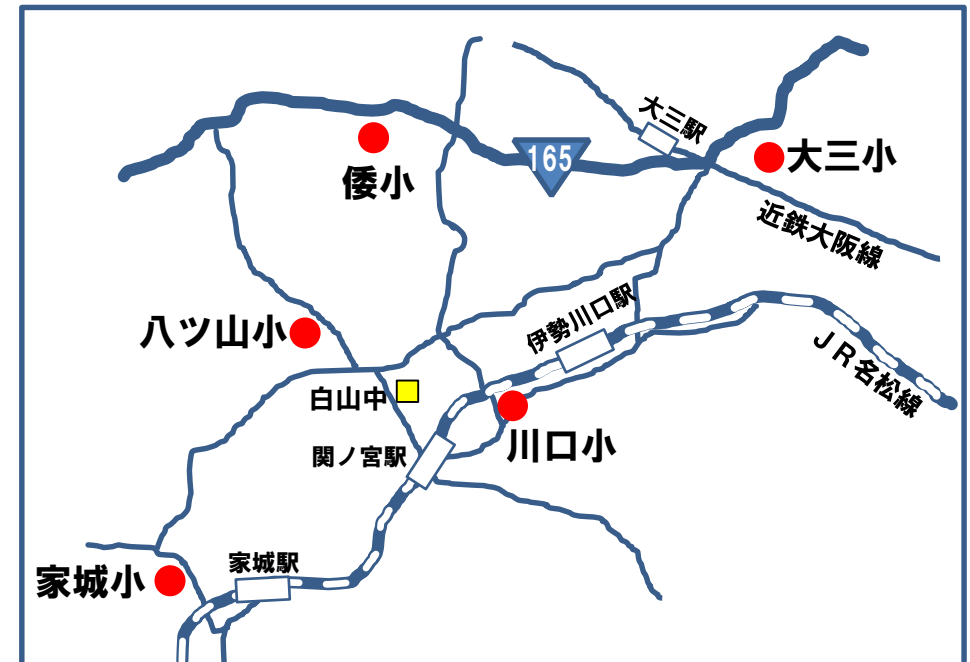 大三駅
165
大三小
倭小
近鉄大阪線
伊勢川口駅
八ツ山小
JR名松線
白山中
川口小
関ノ宮駅
家城駅
家城小